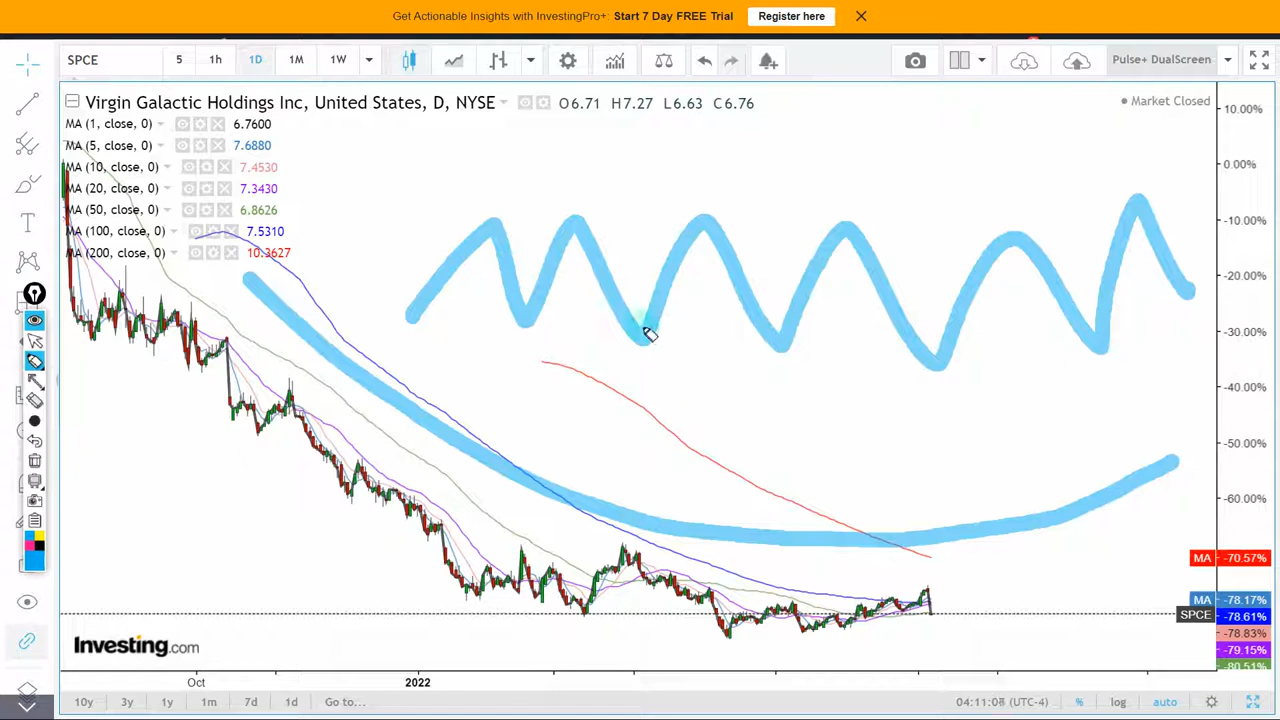 Get Actionable Insights with InvestingPro+: Start 7 Day FREE Trial Register here
SPCE 5 1h 1D 1M 1W Pulse+ DualScreen
Virgin Galactic Holdings Inc, United States, D, NYSE O6.71 H7.27 L6.63 C6.76 Market Closed
MA (1, close, 0) 6.7600
MA (5, close, 0) 7.6880
MA (10, close, 0) 7.4530
MA (20, close, 0) 7.3430
MA (50, close, 0) 6.8626
MA (100, close, 0) 7.5310
MA (200, close, 0) 10.3627
10.00%
0.00%
-10.00%
-20.00%
-30.00%
-40.00%
-50.00%
-60.00%
MA -70.57%
MA -78.17%
SPCE -78.61%
-78.83%
-79.15%
-80.51%
Investing.com
Oct 2022
10y 3y 1y 1m 7d 1d Go to... (UTC-4) % log auto